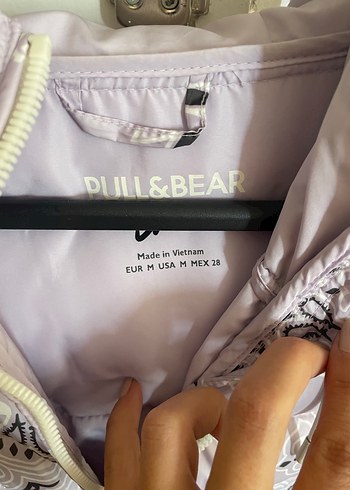 PULL&BEAR
Made in Vietnam
EUR M USA M MEX 28